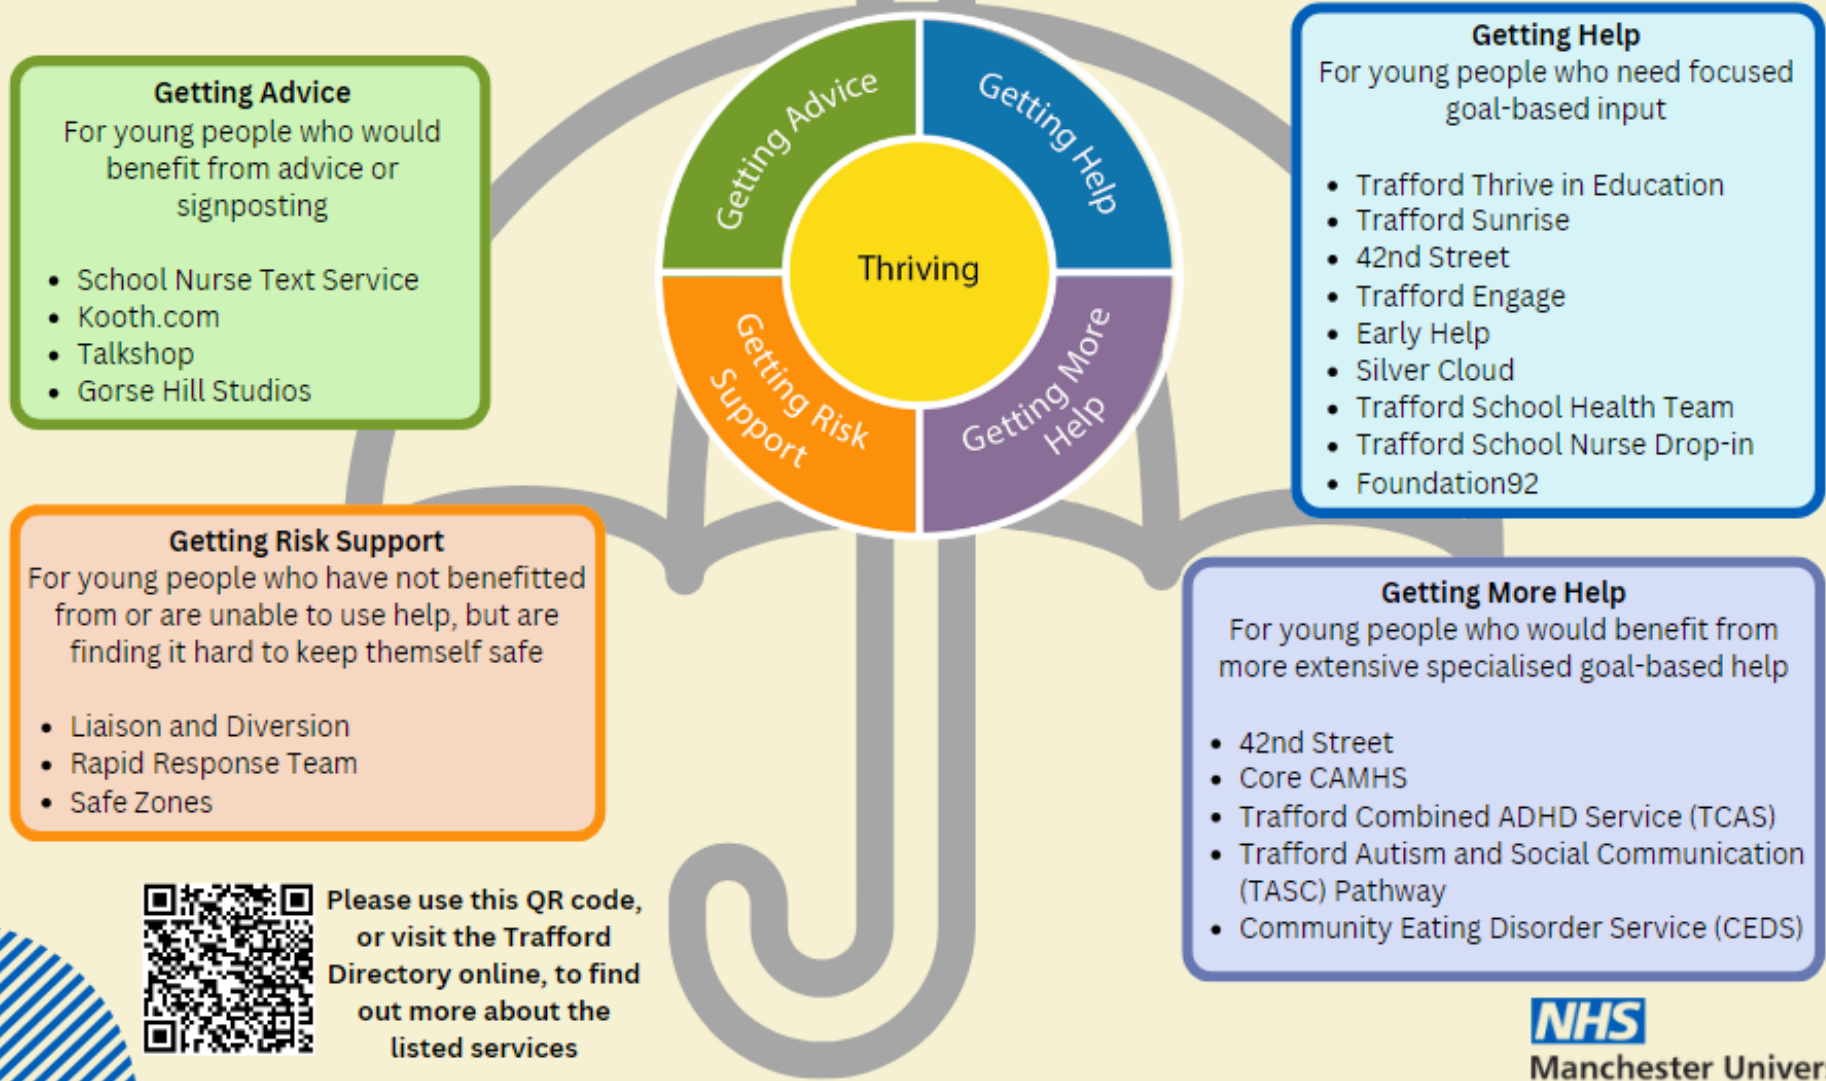 Getting Advice
For young people who would
benefit from advice or
signposting
• School Nurse Text Service
• Kooth.com
• Talkshop
• Gorse Hill Studios
Getting Advice
Getting Help
Thriving
Getting Risk
Support
Getting More
Help
Getting Help
For young people who need focused
goal-based input
• Trafford Thrive in Education
• Trafford Sunrise
• 42nd Street
• Trafford Engage
• Early Help
• Silver Cloud
• Trafford School Health Team
• Trafford School Nurse Drop-in
• Foundation92
Getting Risk Support
For young people who have not benefitted
from or are unable to use help, but are
finding it hard to keep themself safe
• Liaison and Diversion
• Rapid Response Team
• Safe Zones
Getting More Help
For young people who would benefit from
more extensive specialised goal-based help
• 42nd Street
• Core CAMHS
• Trafford Combined ADHD Service (TCAS)
• Trafford Autism and Social Communication
(TASC) Pathway
• Community Eating Disorder Service (CEDS)
Please use this QR code,
or visit the Trafford
Directory online, to find
out more about the
listed services
NHS
Manchester